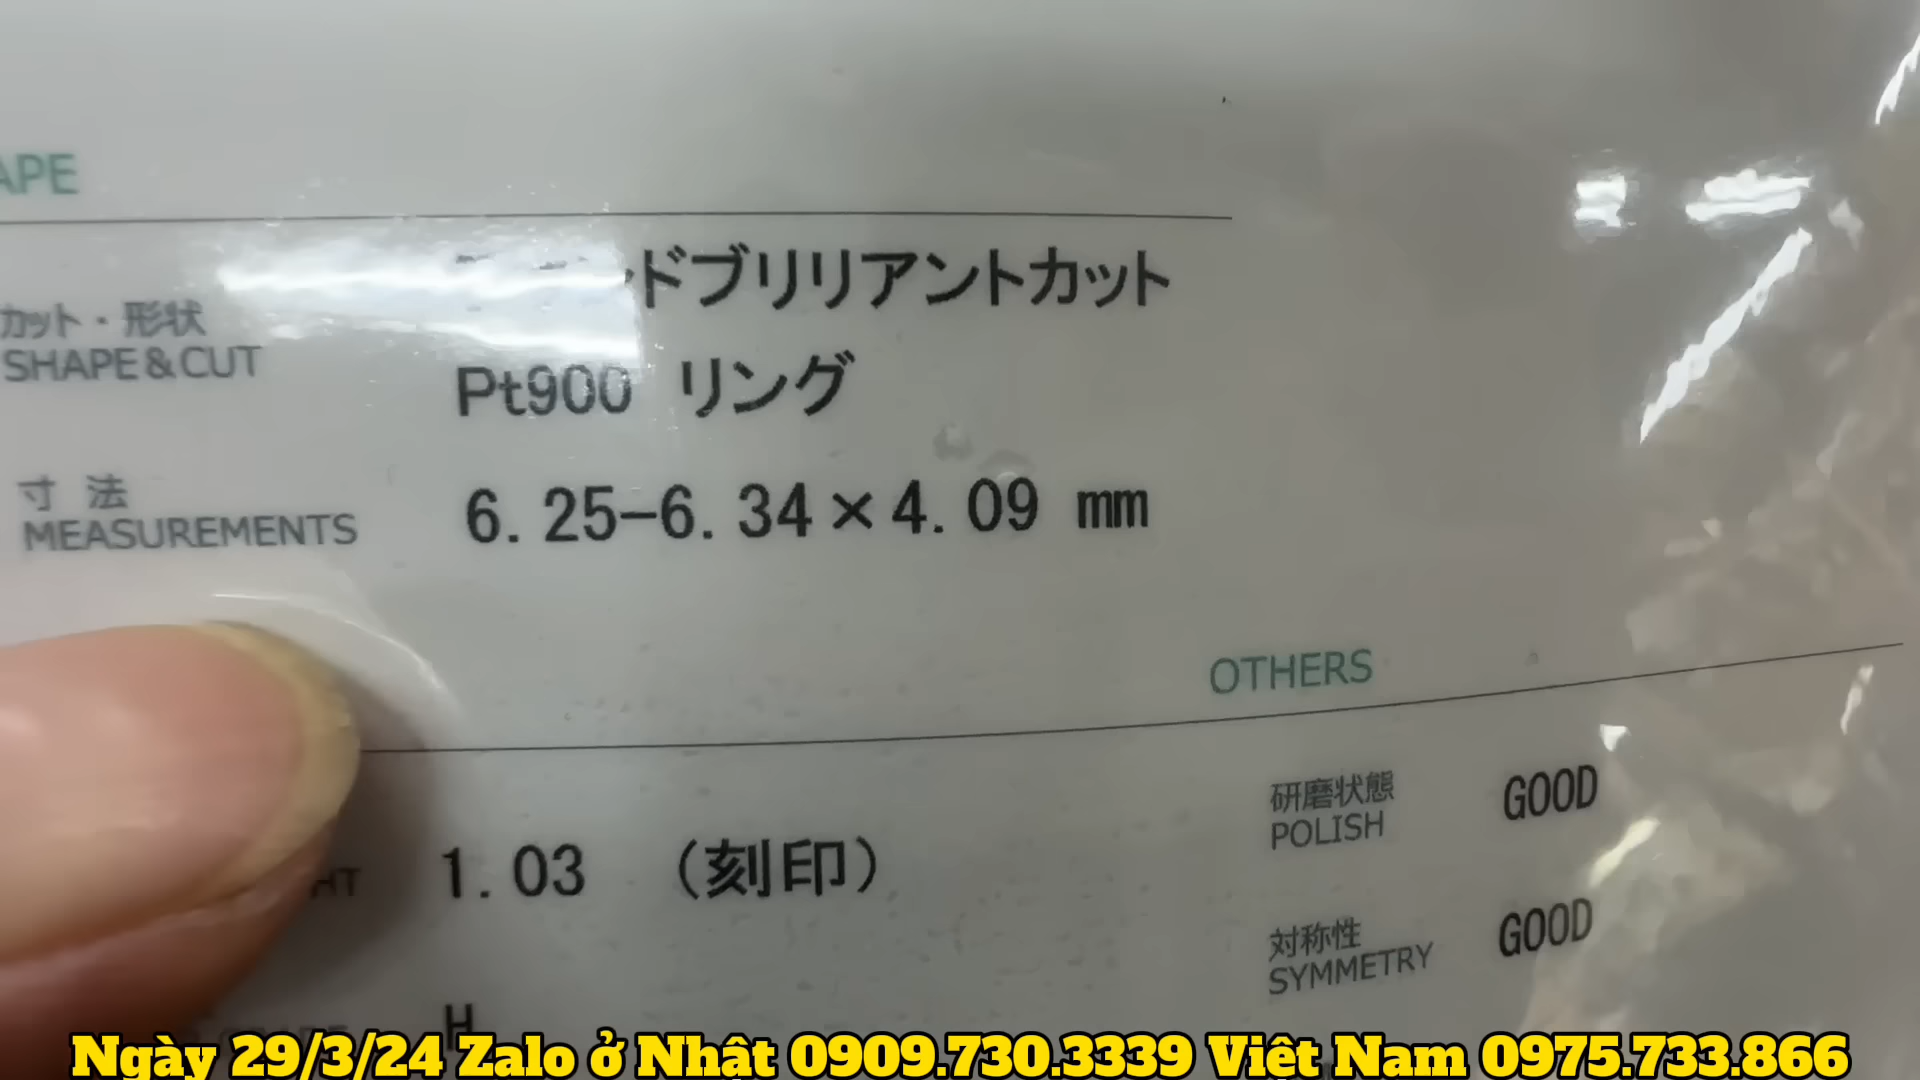 APE
ドブリリアントカット
カット・形状
SHAPE&CUT
Pt900 リング
寸 法
MEASUREMENTS
6.25-6.34×4.09 mm
OTHERS
研磨状態
POLISH
GOOD
HT
1.03 (刻印)
対称性
SYMMETRY
GOOD
H
Ngày 29/3/24 Zalo ở Nhật 0909.730.3339 Việt Nam 0975.733.866